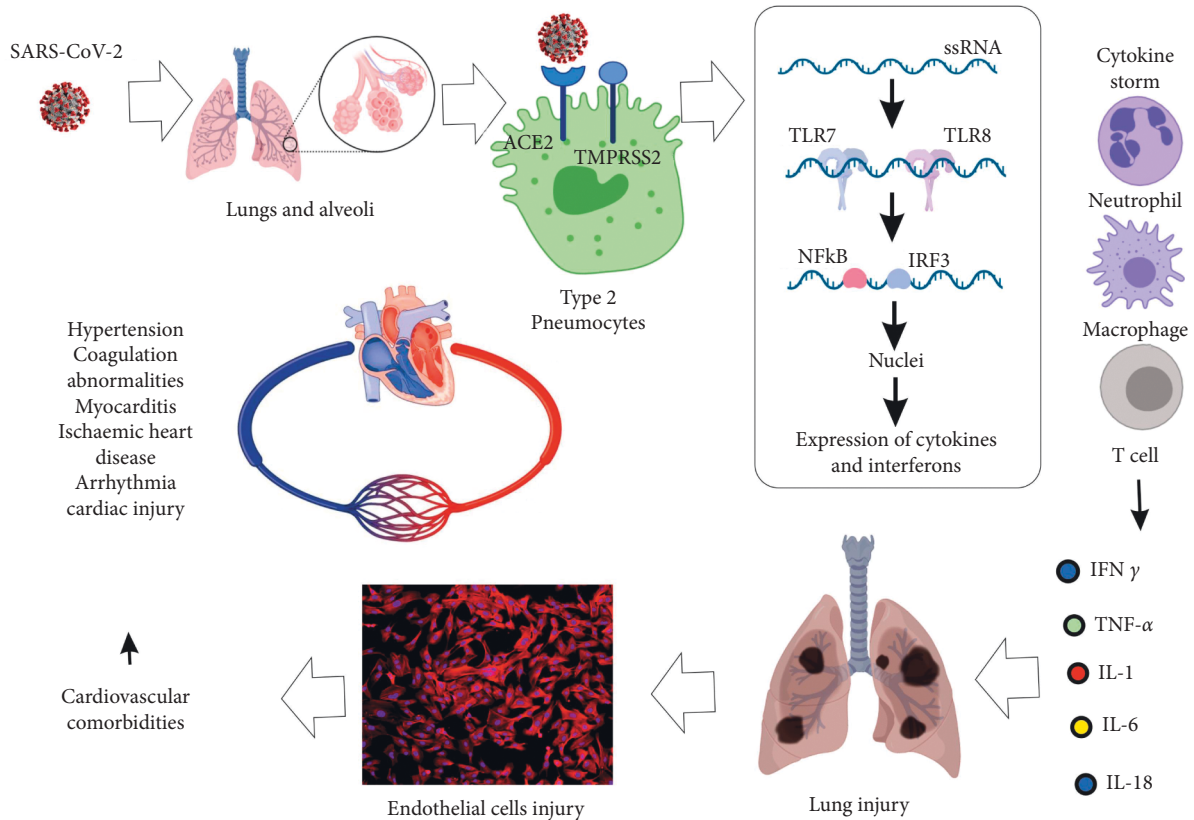 SARS-CoV-2
Lungs and alveoli
ACE2
TMPRSS2
Type 2
Pneumocytes
ssRNA
TLR7
TLR8
NFkB
IRF3
Nuclei
Expression of cytokines
and interferons
Cytokine
storm
Neutrophil
Macrophage
T cell
IFN γ
TNF-α
IL-1
IL-6
IL-18
Lung injury
Endothelial cells injury
Cardiovascular
comorbidities
Hypertension
Coagulation
abnormalities
Myocarditis
Ischaemic heart
disease
Arrhythmia
cardiac injury